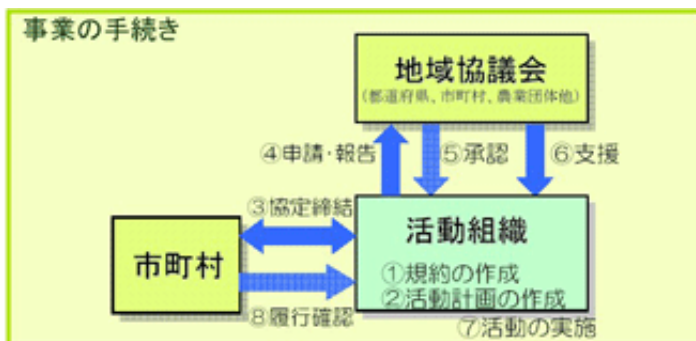 事業の手続き
地域協議会
(都道府県、市町村、農業団体他)
④申請・報告
⑤承認
⑥支援
③協定締結
市町村
活動組織
①規約の作成
②活動計画の作成
⑧履行確認
⑦活動の実施